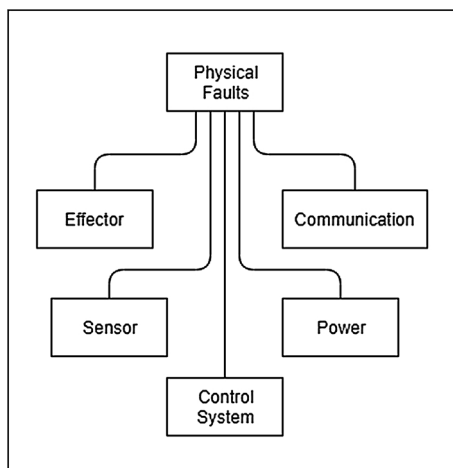 Physical
Faults
Effector
Communication
Sensor
Power
Control
System